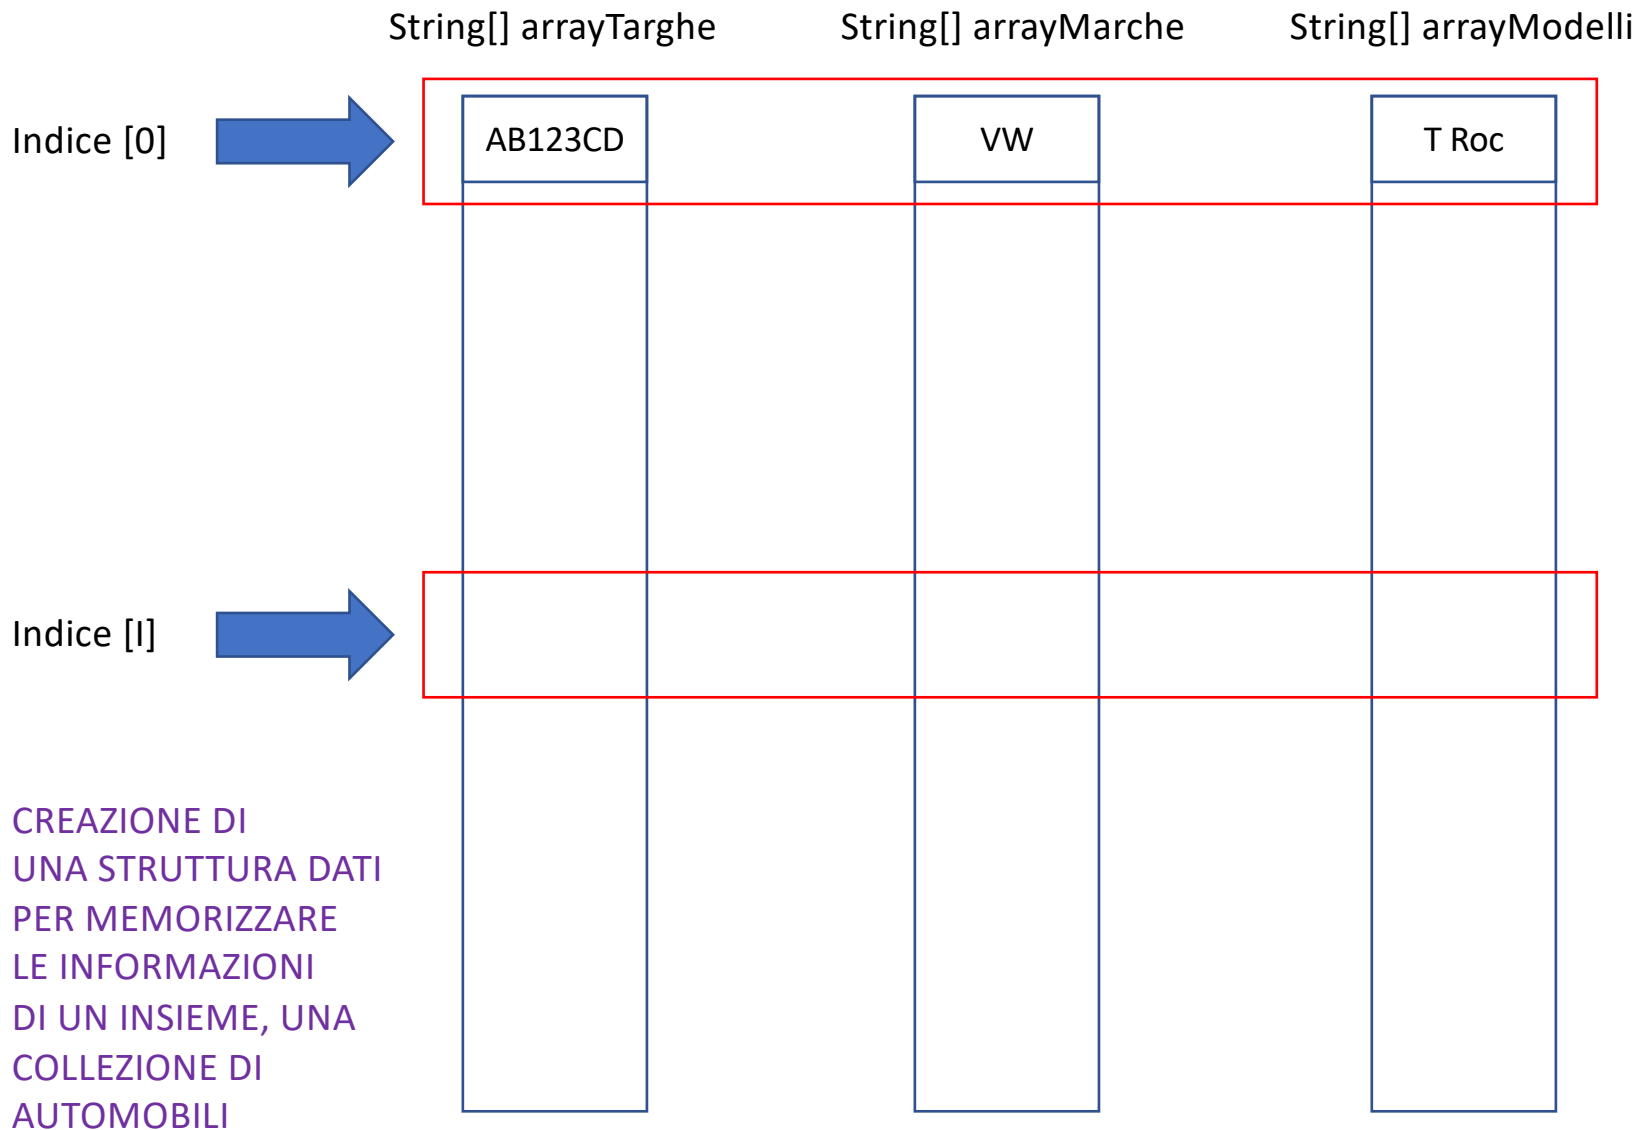 String[] arrayTarghe
String[] arrayMarche
String[] arrayModelli
Indice [0]
AB123CD
VW
T Roc
Indice [I]
CREAZIONE DI
UNA STRUTTURA DATI
PER MEMORIZZARE
LE INFORMAZIONI
DI UN INSIEME, UNA
COLLEZIONE DI
AUTOMOBILI